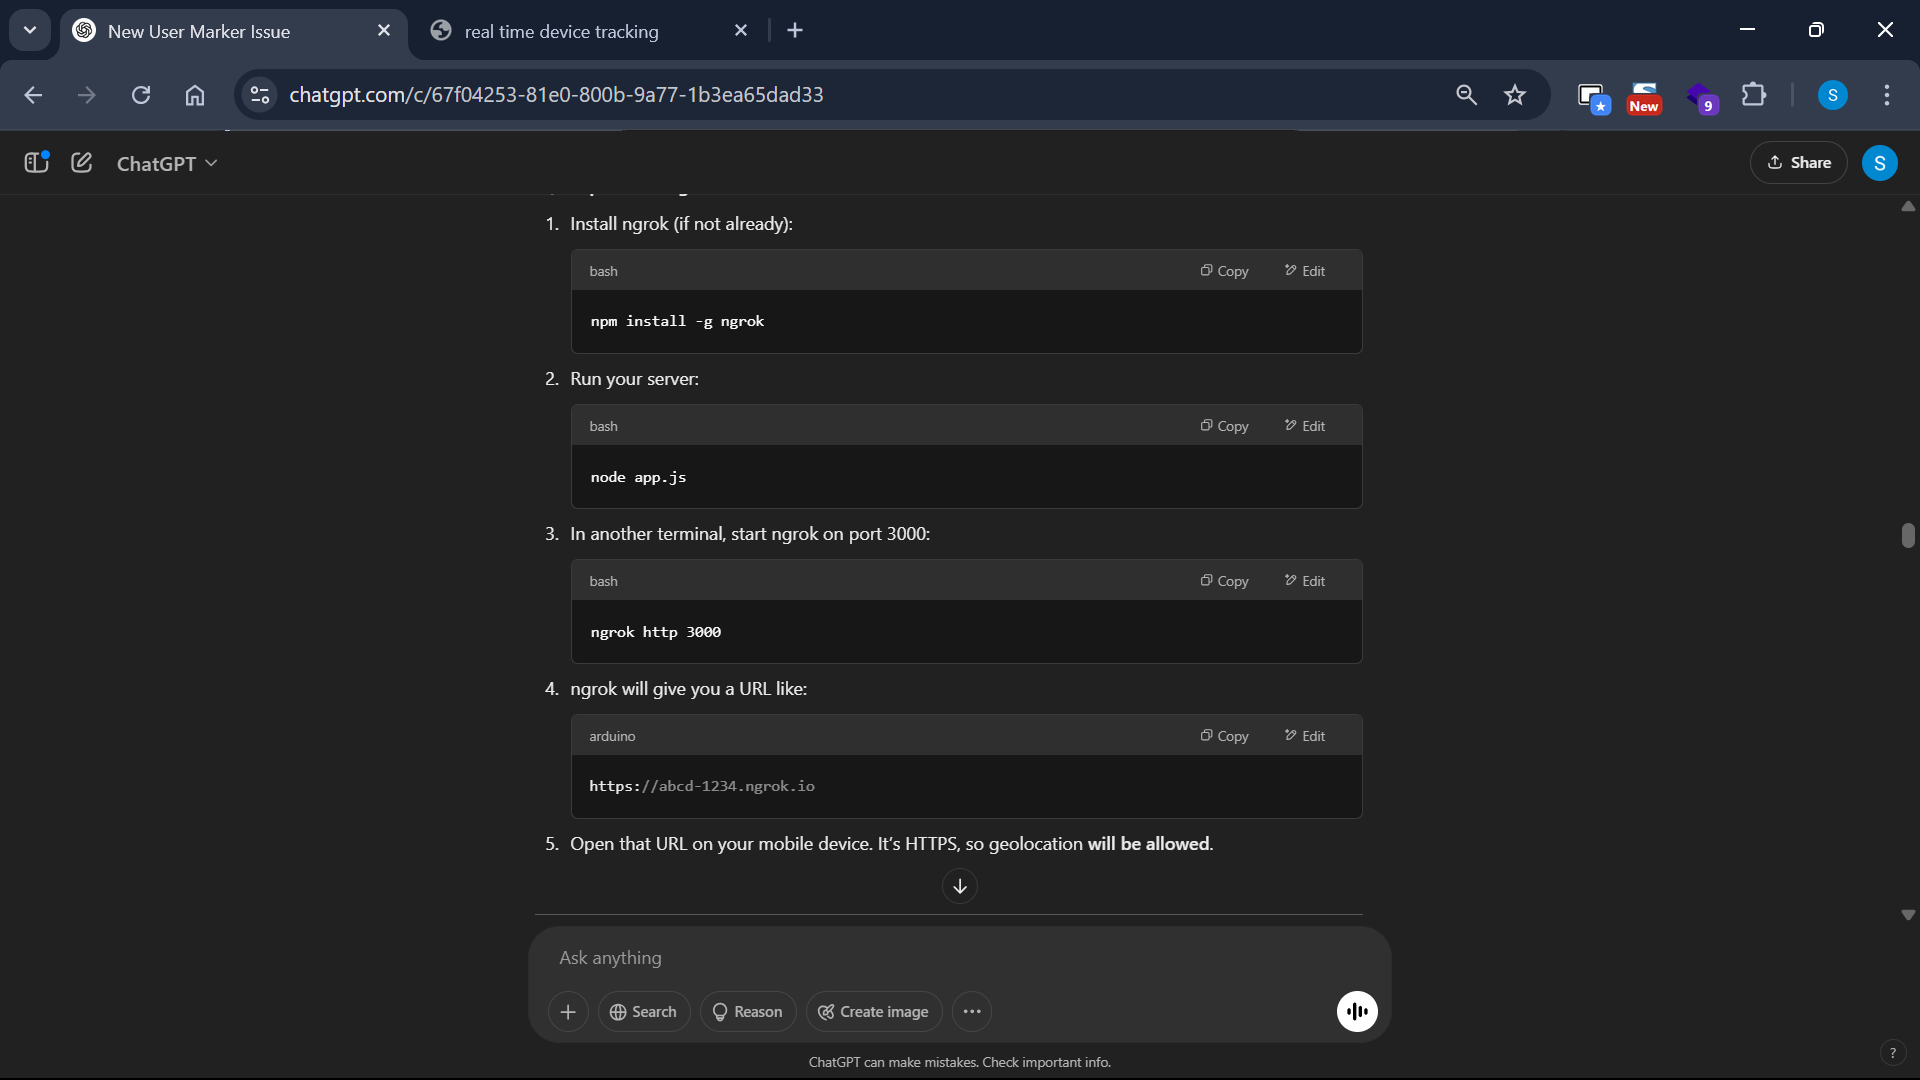 New User Marker Issue
real time device tracking
chatgpt.com/c/67f04253-81e0-800b-9a77-1b3ea65dad33
New
9
S
ChatGPT
Share
S
1. Install ngrok (if not already):
bash
Copy
Edit
npm install -g ngrok
2. Run your server:
bash
Copy
Edit
node app.js
3. In another terminal, start ngrok on port 3000:
bash
Copy
Edit
ngrok http 3000
4. ngrok will give you a URL like:
arduino
Copy
Edit
https://abcd-1234.ngrok.io
5. Open that URL on your mobile device. It’s HTTPS, so geolocation will be allowed.
Ask anything
Search
Reason
Create image
ChatGPT can make mistakes. Check important info.
?